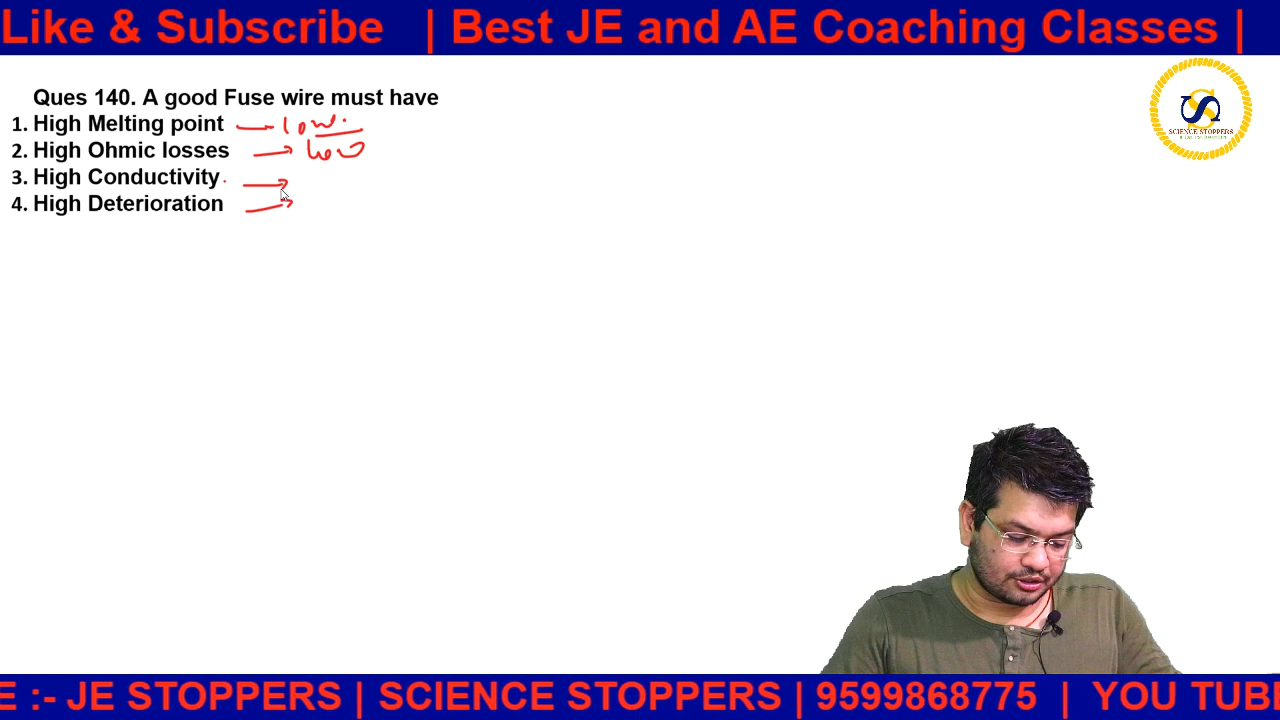 Like & Subscribe | Best JE and AE Coaching Classes |
SCIENCE STOPPERS
Ques 140. A good Fuse wire must have
1. High Melting point low.
2. High Ohmic losses low
3. High Conductivity
4. High Deterioration
E :- JE STOPPERS | SCIENCE STOPPERS | 9599868775 | YOU TUB